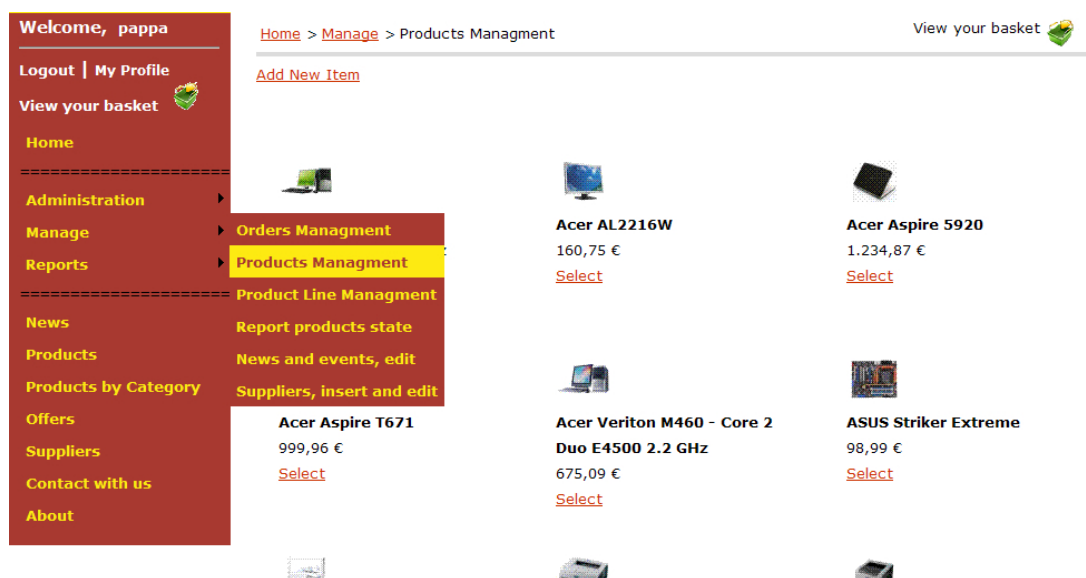 Welcome, pappa
Logout | My Profile
View your basket
Home
======================
Administration
Manage
Reports
======================
News
Products
Products by Category
Offers
Suppliers
Contact with us
About
Orders Managment
Products Managment
Product Line Managment
Report products state
News and events, edit
Suppliers, insert and edit
Home > Manage > Products Managment
View your basket
Add New Item
Acer AL2216W
160,75 €
Select
Acer Aspire 5920
1.234,87 €
Select
Acer Aspire T671
999,96 €
Select
Acer Veriton M460 - Core 2
Duo E4500 2.2 GHz
675,09 €
Select
ASUS Striker Extreme
98,99 €
Select